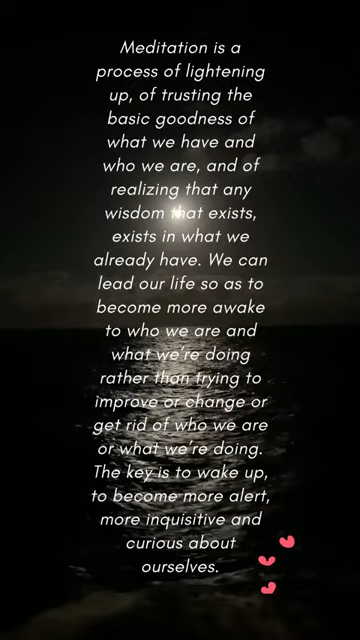 Meditation is a
process of lightening
up, of trusting the
basic goodness of
what we have and
who we are, and of
realizing that any
wisdom that exists,
exists in what we
already have. We can
lead our life so as to
become more awake
to who we are and
what we're doing
rather than trying to
improve or change or
get rid of who we are
or what we're doing.
The key is to wake up,
to become more alert,
more inquisitive and
curious about
ourselves.